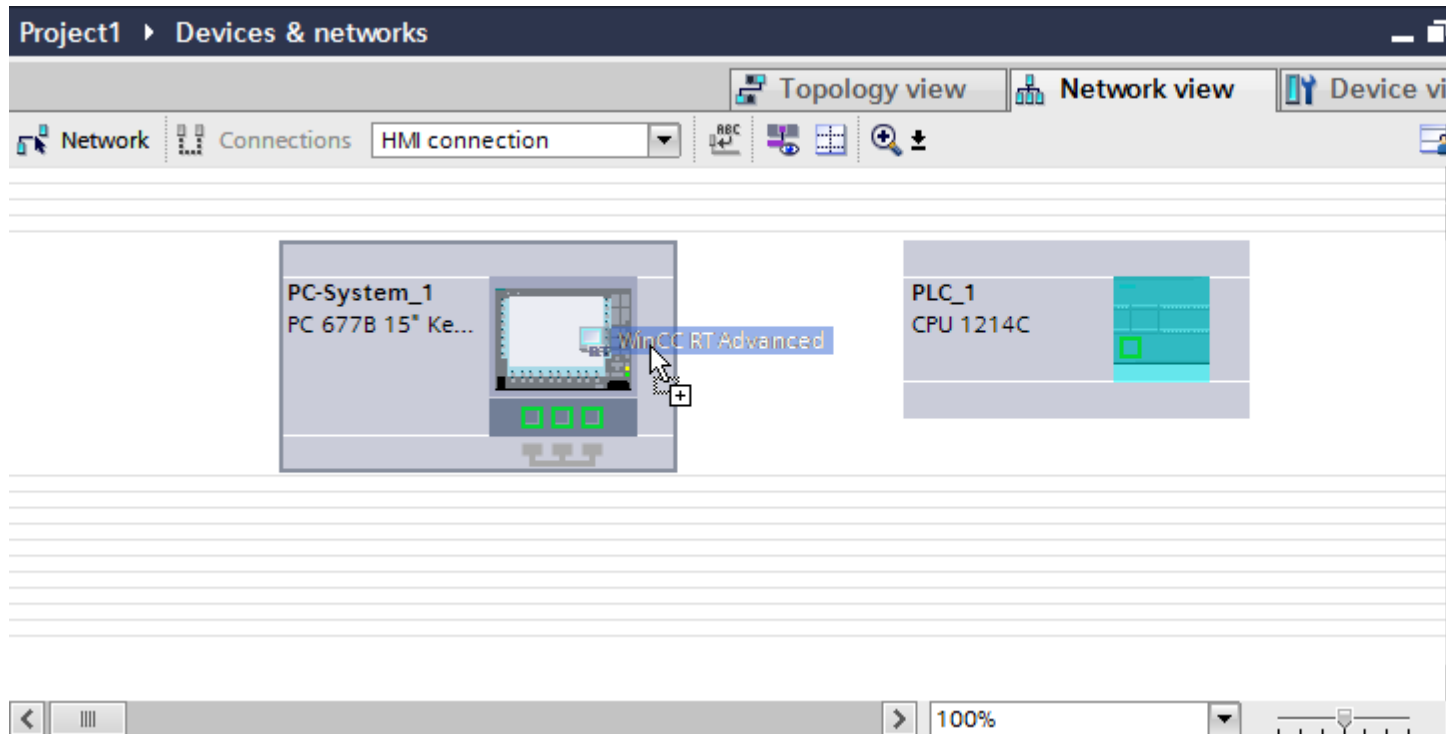 Project1 ▸ Devices & networks
Topology view
Network view
Device vi
Network
Connections
HMI connection
ABC
PC-System_1
PC 677B 15" Ke...
WinCC RT Advanced
PLC_1
CPU 1214C
100%